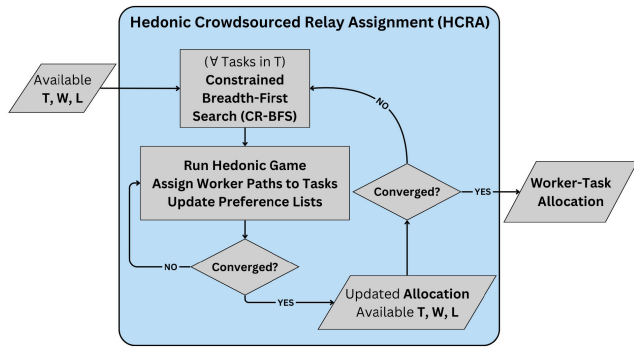 Hedonic Crowdsourced Relay Assignment (HCRA)
Available
T, W, L
(∀ Tasks in T)
Constrained
Breadth-First
Search (CR-BFS)
NO
Run Hedonic Game
Assign Worker Paths to Tasks
Update Preference Lists
Converged?
YES
Worker-Task
Allocation
Converged?
NO
YES
Updated Allocation
Available T, W, L